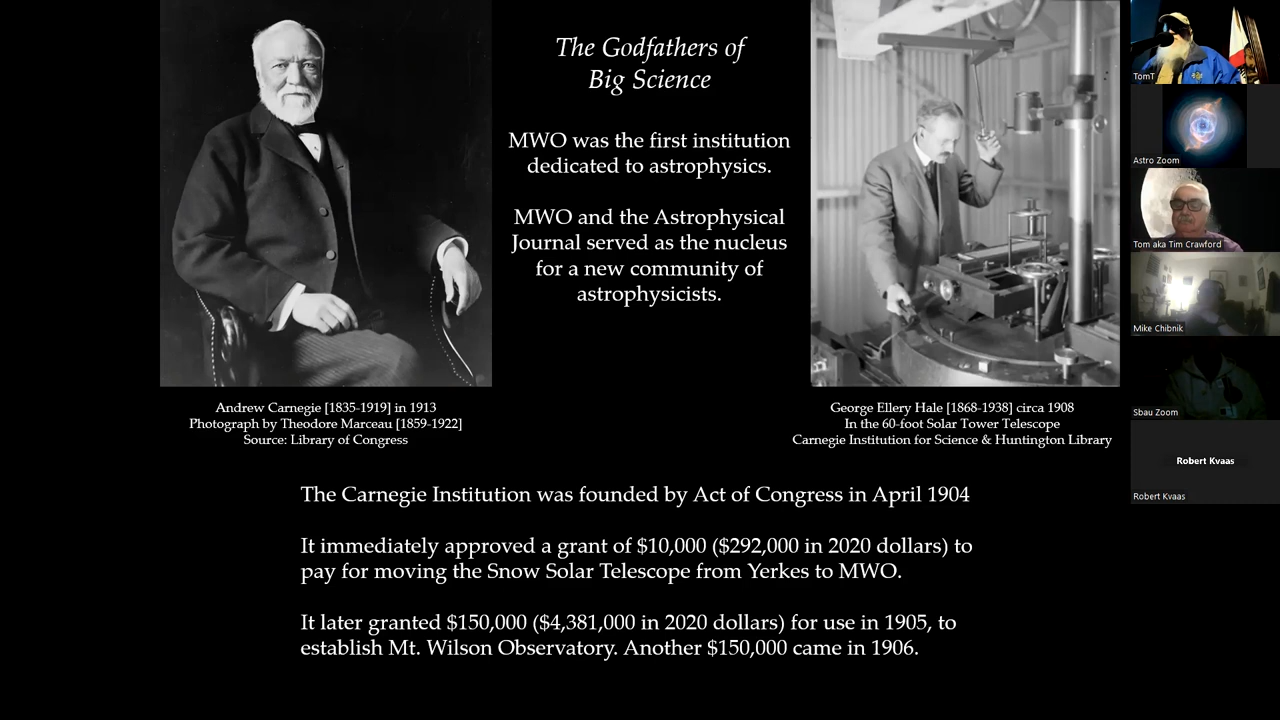 The Godfathers of
Big Science
MWO was the first institution
dedicated to astrophysics.
MWO and the Astrophysical
Journal served as the nucleus
for a new community of
astrophysicists.
Andrew Carnegie [1835-1919] in 1913
Photograph by Theodore Marceau [1859-1922]
Source: Library of Congress
George Ellery Hale [1868-1938] circa 1908
In the 60-foot Solar Tower Telescope
Carnegie Institution for Science & Huntington Library
The Carnegie Institution was founded by Act of Congress in April 1904
It immediately approved a grant of $10,000 ($292,000 in 2020 dollars) to
pay for moving the Snow Solar Telescope from Yerkes to MWO.
It later granted $150,000 ($4,381,000 in 2020 dollars) for use in 1905, to
establish Mt. Wilson Observatory. Another $150,000 came in 1906.
TomT
Astro Zoom
Tom aka Tim Crawford
Mike Chibnik
Sbau Zoom
Robert Kvaas
Robert Kvaas